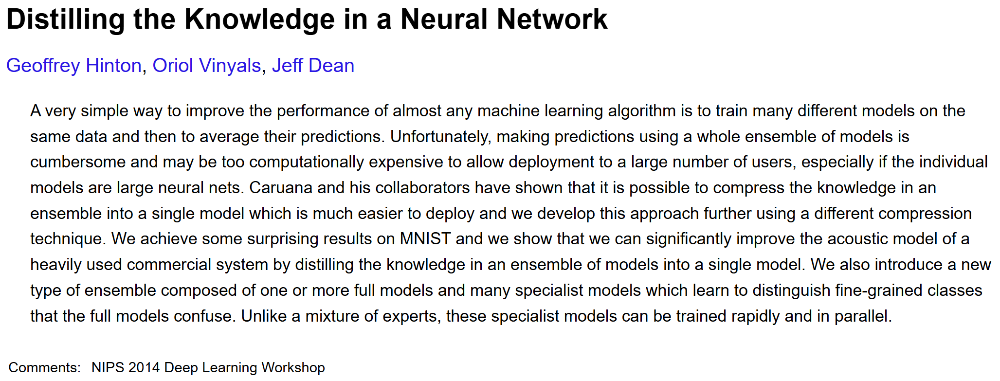 Distilling the Knowledge in a Neural Network
Geoffrey Hinton, Oriol Vinyals, Jeff Dean
A very simple way to improve the performance of almost any machine learning algorithm is to train many different models on the
same data and then to average their predictions. Unfortunately, making predictions using a whole ensemble of models is
cumbersome and may be too computationally expensive to allow deployment to a large number of users, especially if the individual
models are large neural nets. Caruana and his collaborators have shown that it is possible to compress the knowledge in an
ensemble into a single model which is much easier to deploy and we develop this approach further using a different compression
technique. We achieve some surprising results on MNIST and we show that we can significantly improve the acoustic model of a
heavily used commercial system by distilling the knowledge in an ensemble of models into a single model. We also introduce a new
type of ensemble composed of one or more full models and many specialist models which learn to distinguish fine-grained classes
that the full models confuse. Unlike a mixture of experts, these specialist models can be trained rapidly and in parallel.
Comments: NIPS 2014 Deep Learning Workshop